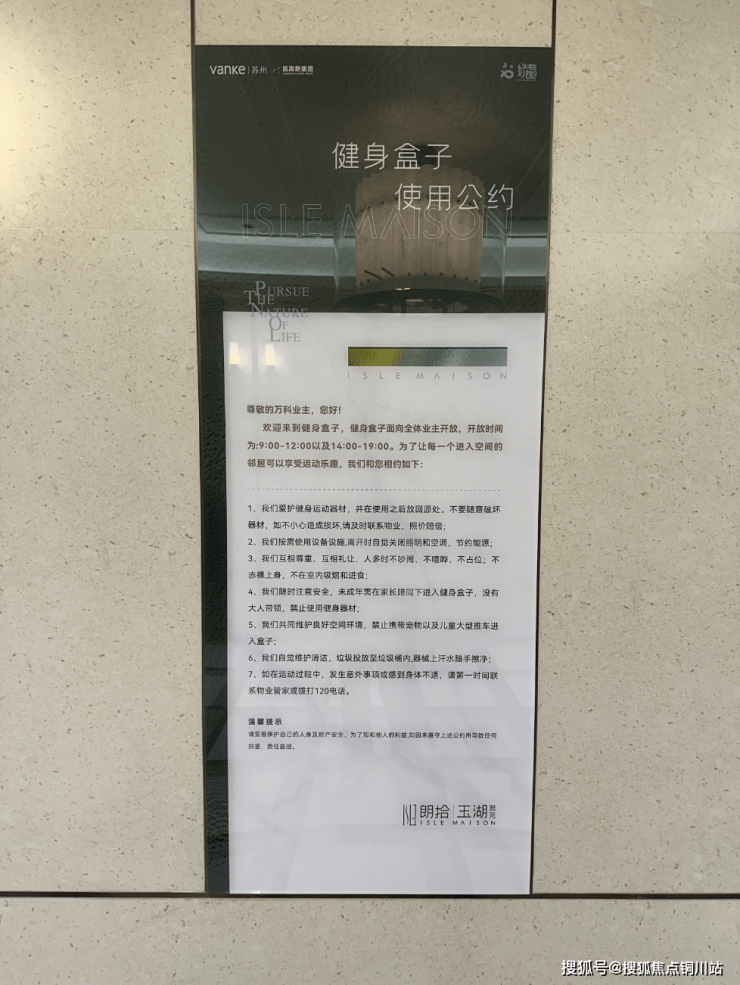 vanke 苏州 昌高新集团
健身盒子
使用公约
ISLE MAISON
PURSUE
THE
NATURE
OF
LIFE
ISLE MAISON
尊敬的万科业主，您好！
欢迎来到健身盒子，健身盒子面向全体业主开放，开放时间
为:9:00-12:00以及14:00-19:00。为了让每一个进入空间的
邻居可以享受运动乐趣，我们和您相约如下：
1、我们爱护健身运动器材，并在使用之后放回原处。不要随意破坏
器材，如不小心造成损坏,请及时联系物业，照价赔偿；
2、我们按需使用设备设施,离开时自觉关闭照明和空调，节约能源；
3、我们互相尊重、互相礼让，人多时不吵闹、不喧哗、不占位；不
赤裸上身，不在室内吸烟和进食；
4、我们随时注意安全，未成年需在家长陪同下进入健身盒子，没有
大人带领，禁止使用健身器材；
5、我们共同维护良好空间环境，禁止携带宠物以及儿童大型推车进
入盒子；
6、我们自觉维护清洁，垃圾投放至垃圾桶内,器械上汗水随手擦净；
7、如在运动过程中，发生意外事项或感到身体不适，请第一时间联
系物业管家或拨打120电话。
温馨提示
请妥善保护自己的人身及财产安全，为了您和他人的利益,如因未遵守上述公约所导致任何
损害，责任自担。
朗拾 玉湖 雅苑
ISLE MAISON
搜狐号@搜狐焦点铜川站